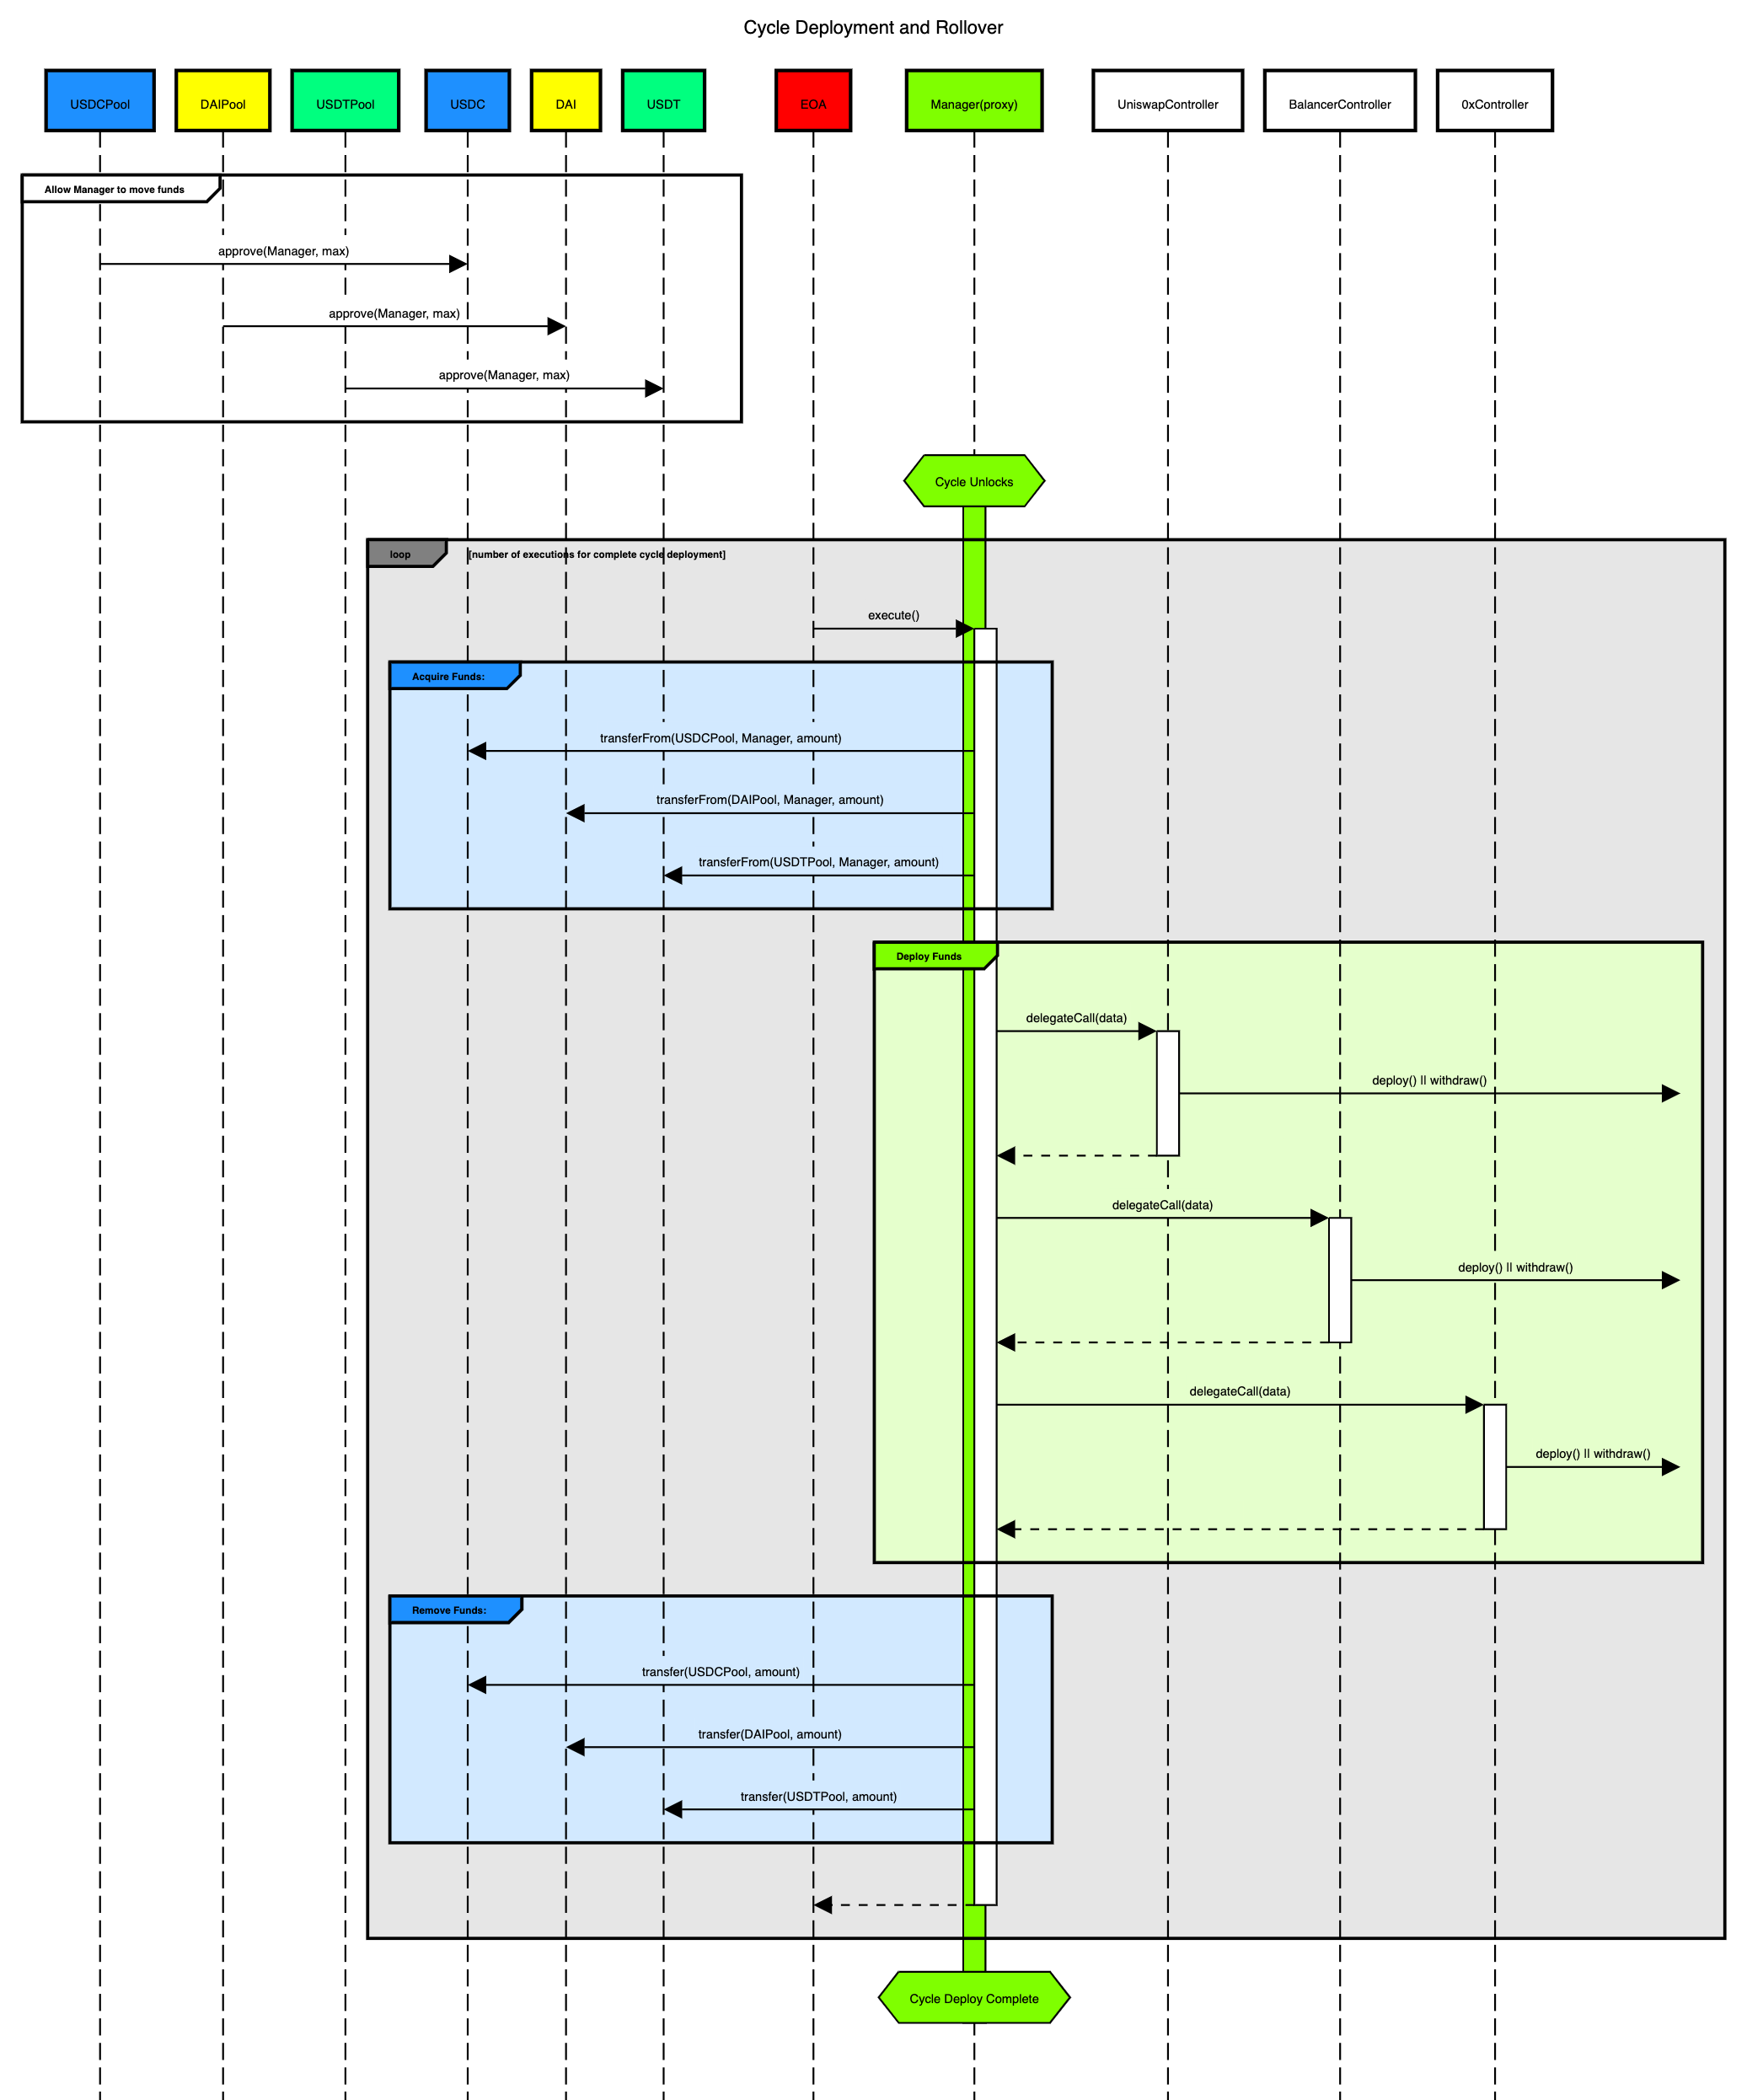 Cycle Deployment and Rollover
USDCPool
DAIPool
USDTPool
USDC
DAI
USDT
EOA
Manager(proxy)
UniswapController
BalancerController
0xController
Allow Manager to move funds
approve(Manager, max)
approve(Manager, max)
approve(Manager, max)
Cycle Unlocks
loop
[number of executions for complete cycle deployment]
execute()
Acquire Funds:
transferFrom(USDCPool, Manager, amount)
transferFrom(DAIPool, Manager, amount)
transferFrom(USDTPool, Manager, amount)
Deploy Funds
delegateCall(data)
deploy() || withdraw()
delegateCall(data)
deploy() || withdraw()
delegateCall(data)
deploy() || withdraw()
Remove Funds:
transfer(USDCPool, amount)
transfer(DAIPool, amount)
transfer(USDTPool, amount)
Cycle Deploy Complete